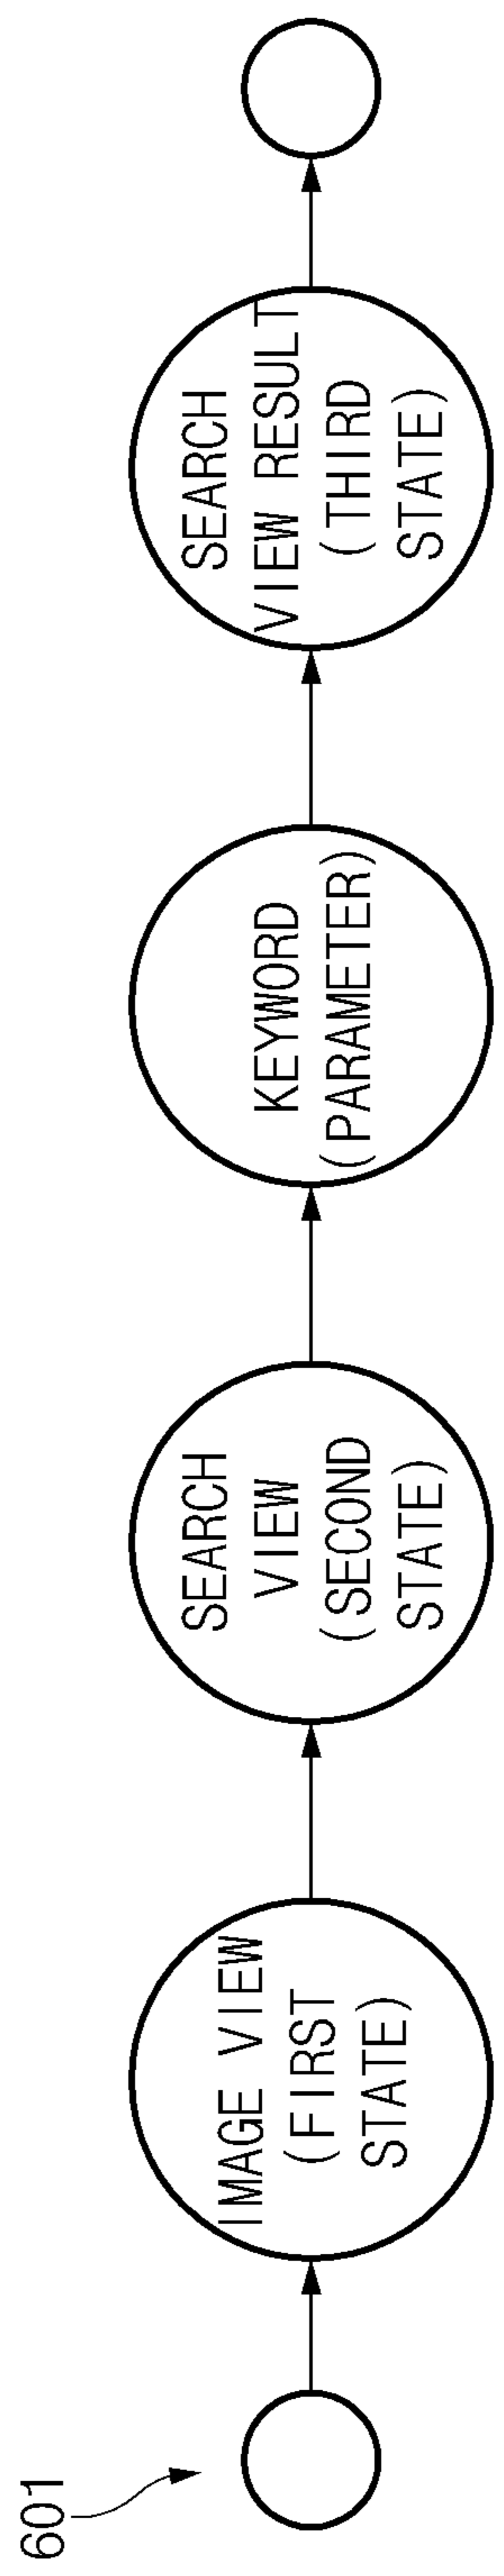 601
IMAGE VIEW
(FIRST
STATE)
SEARCH
VIEW
(SECOND
STATE)
KEYWORD
(PARAMETER)
SEARCH
VIEW RESULT
(THIRD
STATE)